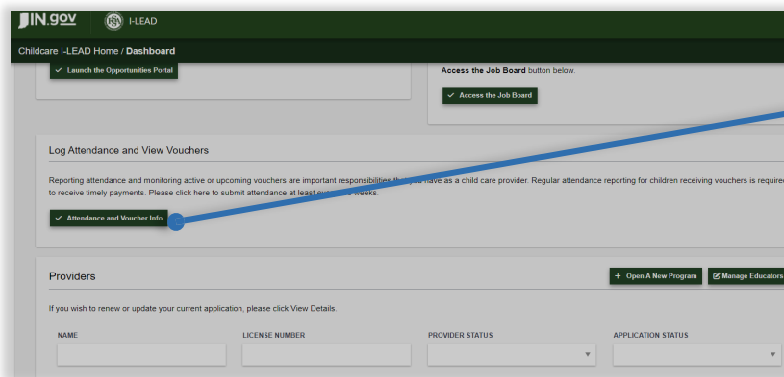 IN.gov I-LEAD
Childcare -LEAD Home / Dashboard
Launch the Opportunities Portal
Access the Job Board button below.
Access the Job Board
Log Attendance and View Vouchers
Reporting attendance and monitoring active or upcoming vouchers are important responsibilities have as a child care provider. Regular attendance reporting for children receiving vouchers is required
to receive timely payments. Please click here to submit attendance at least weeks.
Attendance and Voucher Info
Providers
+ Open A New Program Manage Educators
If you wish to renew or update your current application, please click View Details.
NAME LICENSE NUMBER PROVIDER STATUS APPLICATION STATUS